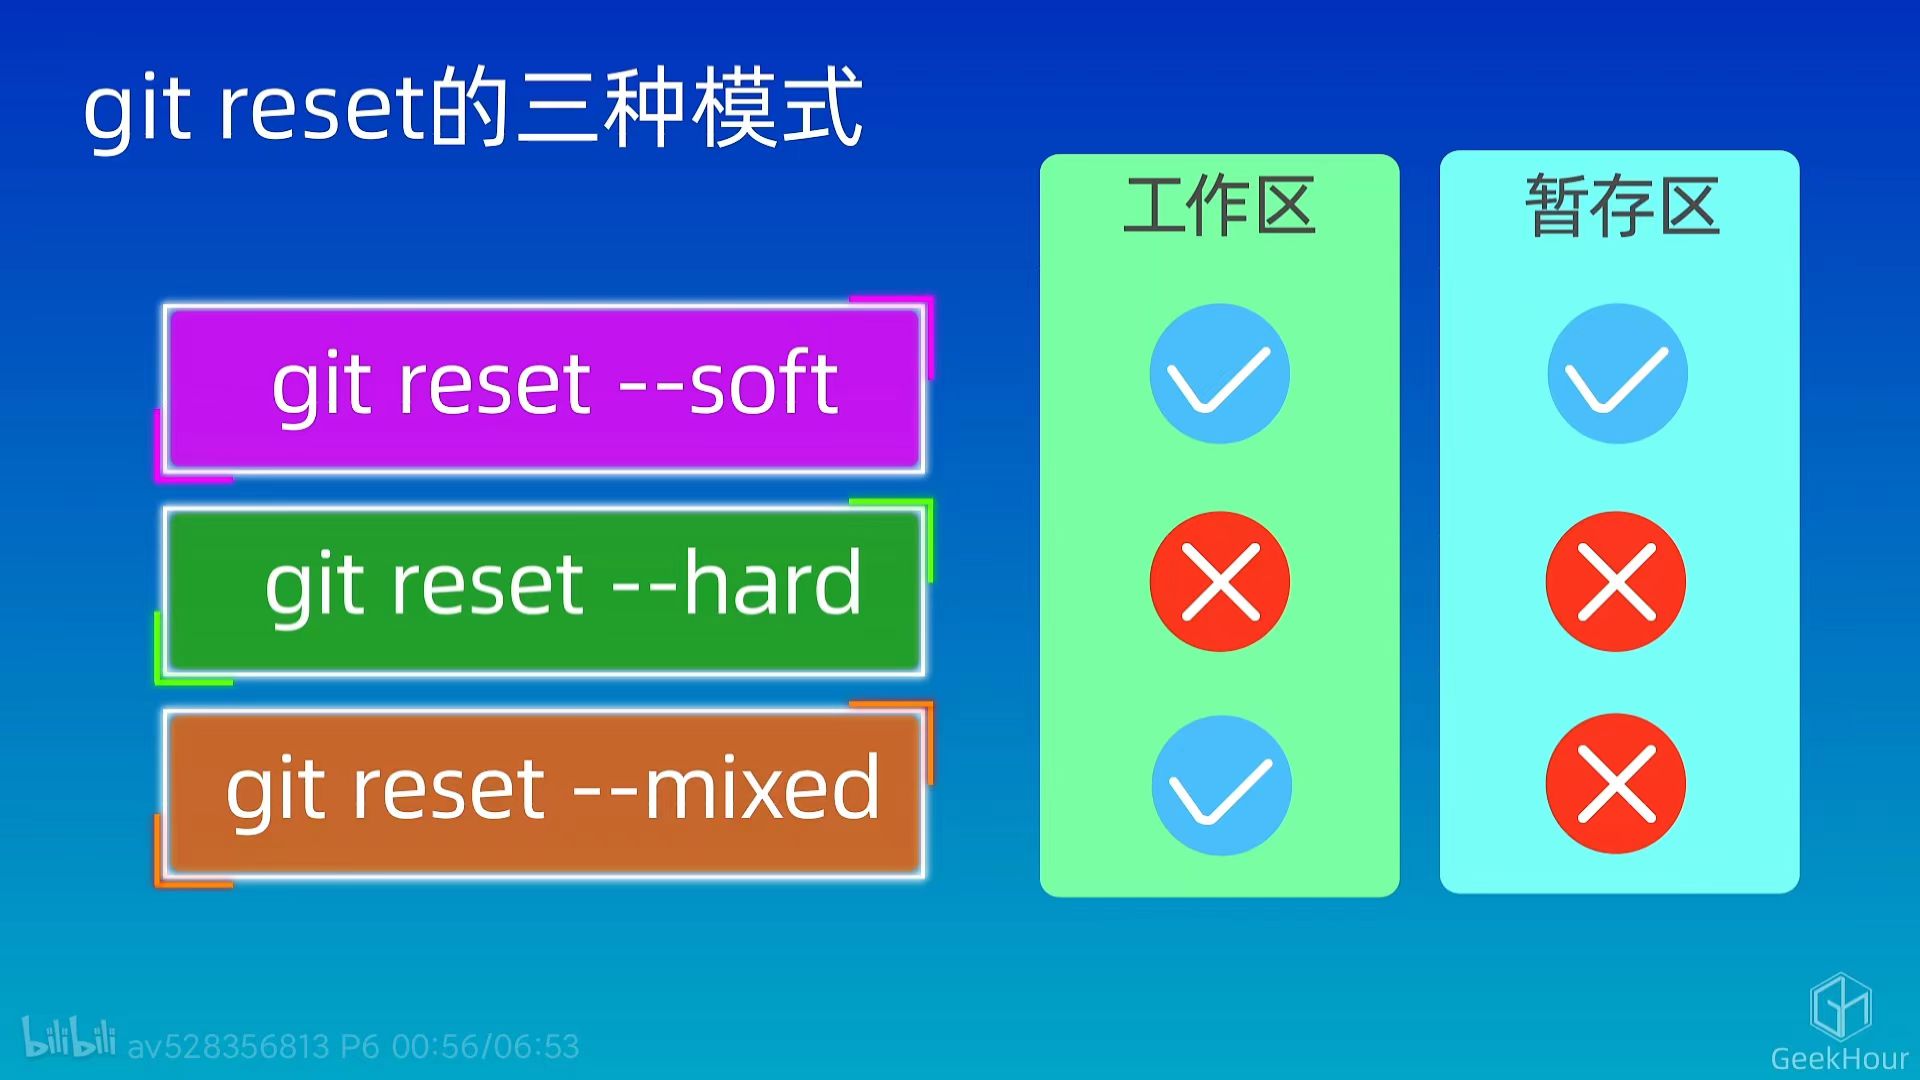 git reset的三种模式
工作区
暂存区
git reset --soft
git reset --hard
git reset --mixed
bilibili av528356813 P6 00:56/06:53
GeekHour